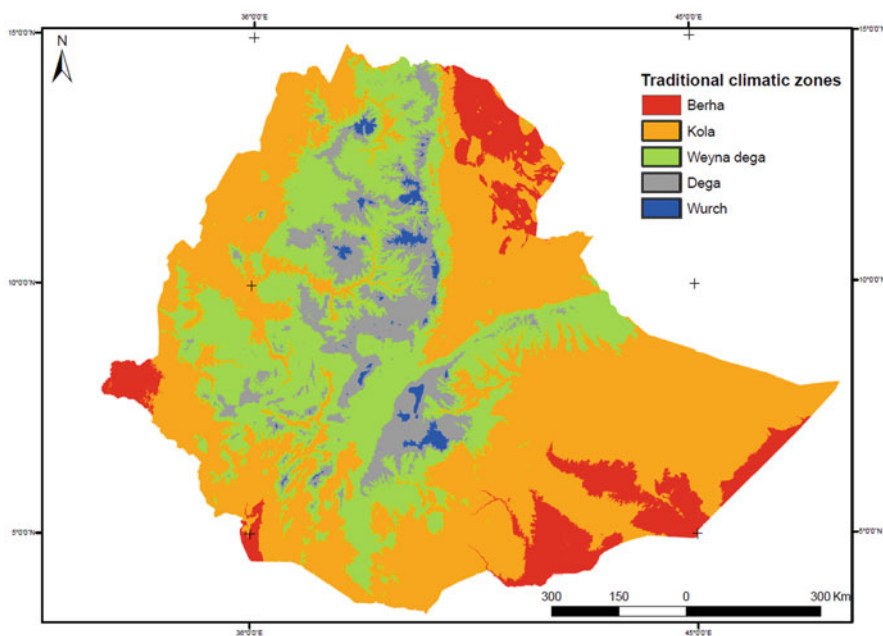 36°0'0"E 45°0'0"E
15°0'0"N 15°0'0"N
N
Traditional climatic zones
Berha
Kola
Weyna dega
Dega
Wurch
10°0'0"N 10°0'0"N
5°0'0"N 5°0'0"N
300 150 0 300 Km
36°0'0"E 45°0'0"E